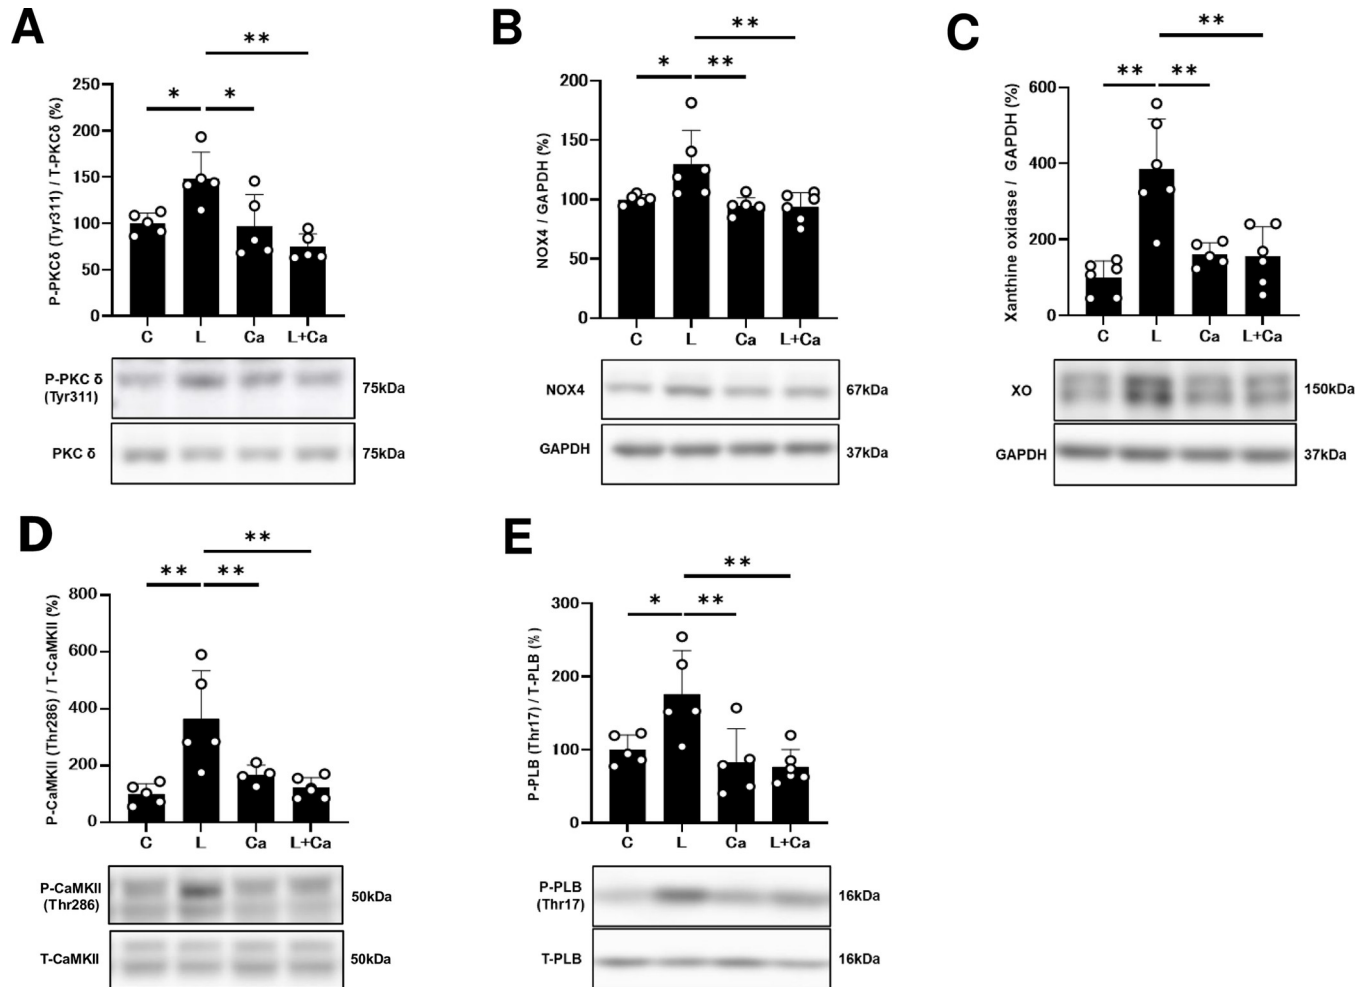 A
**
*
*
P-PKCδ (Tyr311) / T-PKCδ (%)
250
200
150
100
50
0
C L Ca L+Ca
P-PKC δ
(Tyr311)
75kDa
PKC δ
75kDa
B
**
*
**
NOX4 / GAPDH (%)
200
150
100
50
0
C L Ca L+Ca
NOX4
67kDa
GAPDH
37kDa
C
**
**
**
Xanthine oxidase / GAPDH (%)
600
400
200
0
C L Ca L+Ca
XO
150kDa
GAPDH
37kDa
D
**
**
**
P-CaMKII (Thr286) / T-CaMKII (%)
800
600
400
200
0
C L Ca L+Ca
P-CaMKII
(Thr286)
50kDa
T-CaMKII
50kDa
E
**
*
**
P-PLB (Thr17) / T-PLB (%)
300
200
100
0
C L Ca L+Ca
P-PLB
(Thr17)
16kDa
T-PLB
16kDa